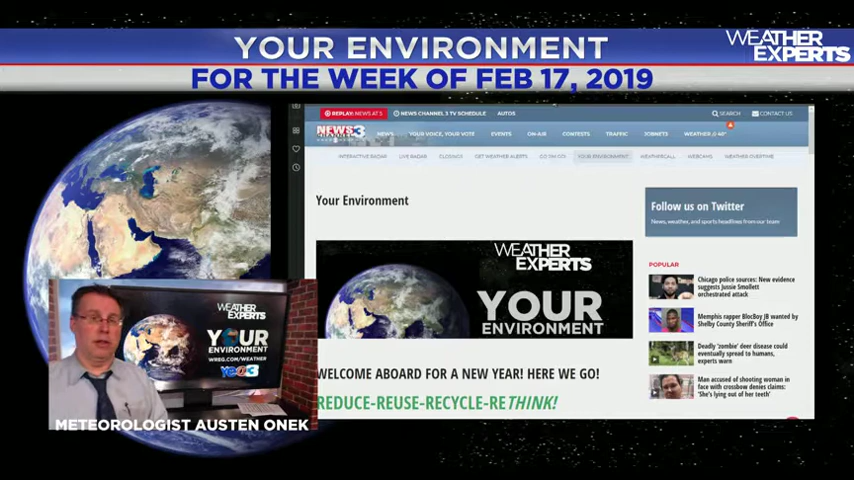 YOUR ENVIRONMENT
WEATHER
EXPERTS
FOR THE WEEK OF FEB 17, 2019
REPLAY: NEWS AT 5
NEWS CHANNEL 3 TV SCHEDULE
AUTOS
SEARCH
CONTACT US
NEWS
3
NEWS
YOUR VOICE, YOUR VOTE
EVENTS
ON-AIR
CONTESTS
TRAFFIC
JOBNETS
WEATHER // 46°
INTERACTIVE RADAR
LIVE RADAR
CLOSINGS
GET WEATHER ALERTS
YOUR ENVIRONMENT
WEATHERCALL
WEBCAMS
WEATHER OVERTIME
Your Environment
Follow us on Twitter
News, weather, and sports headlines from our team
WEATHER
EXPERTS
YOUR
ENVIRONMENT
POPULAR
Chicago police sources: New evidence
suggests Jussie Smollett
orchestrated attack
Memphis rapper BlocBoy JB wanted by
Shelby County Sheriff's Office
Deadly 'zombie' deer disease could
eventually spread to humans,
experts warn
Man accused of shooting woman in
face with crossbow denies claims:
'She's lying out of her teeth'
WELCOME ABOARD FOR A NEW YEAR! HERE WE GO!
REDUCE-REUSE-RECYCLE-RETHINK!
WEATHER
EXPERTS
YOUR
ENVIRONMENT
WREG.COM/WEATHER
ye@3
METEOROLOGIST AUSTEN ONEK